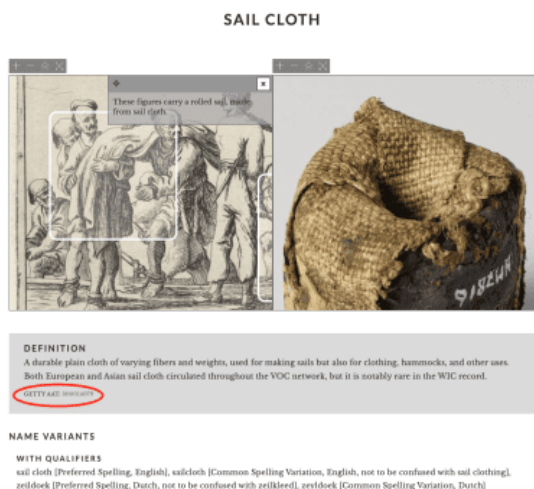 SAIL CLOTH
These figures carry a rolled sail, made
from sail cloth.
DEFINITION
A durable plain cloth of varying fibers and weights, used for making sails but also for clothing, hammocks, and other uses.
Both European and Asian sail cloth circulated throughout the VOC network, but it is notably rare in the WIC record.
GETTY AAT:
NAME VARIANTS
WITH QUALIFIERS
sail cloth [Preferred Spelling, English], sailcloth [Common Spelling Variation, English, not to be confused with sail clothing],
zeildoek [Preferred Spelling, Dutch, not to be confused with zeilkleed], zeyldoek [Common Spelling Variation, Dutch]